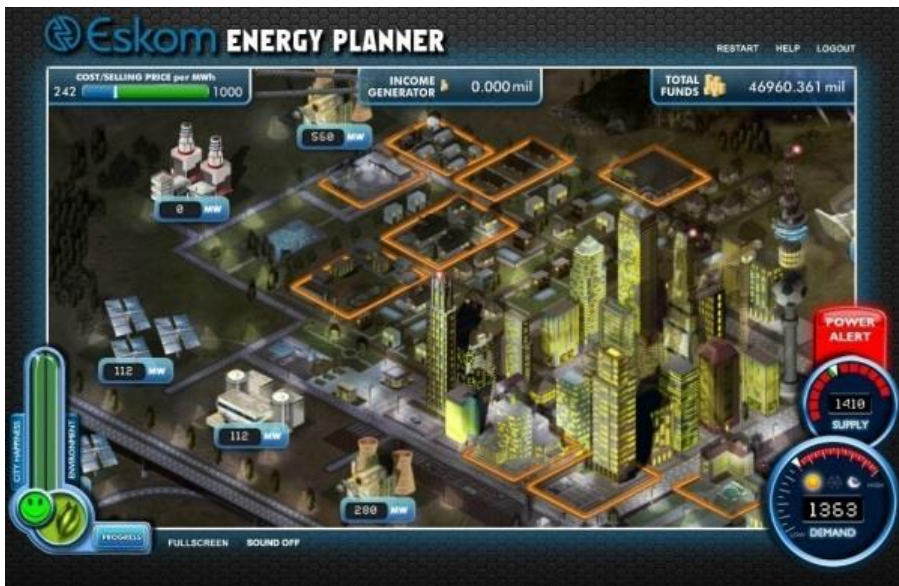 Eskom ENERGY PLANNER
RESTART HELP LOGOUT
COST/SELLING PRICE per MWh
242 1000
INCOME GENERATOR 0.000 mil
TOTAL FUNDS 46960.361 mil
560 MW
0 MW
112 MW
112 MW
280 MW
POWER ALERT
1410
SUPPLY
HIGH
1363
LOW
DEMAND
CITY HAPPINESS
ENVIRONMENT
PROGRESS
FULLSCREEN SOUND OFF